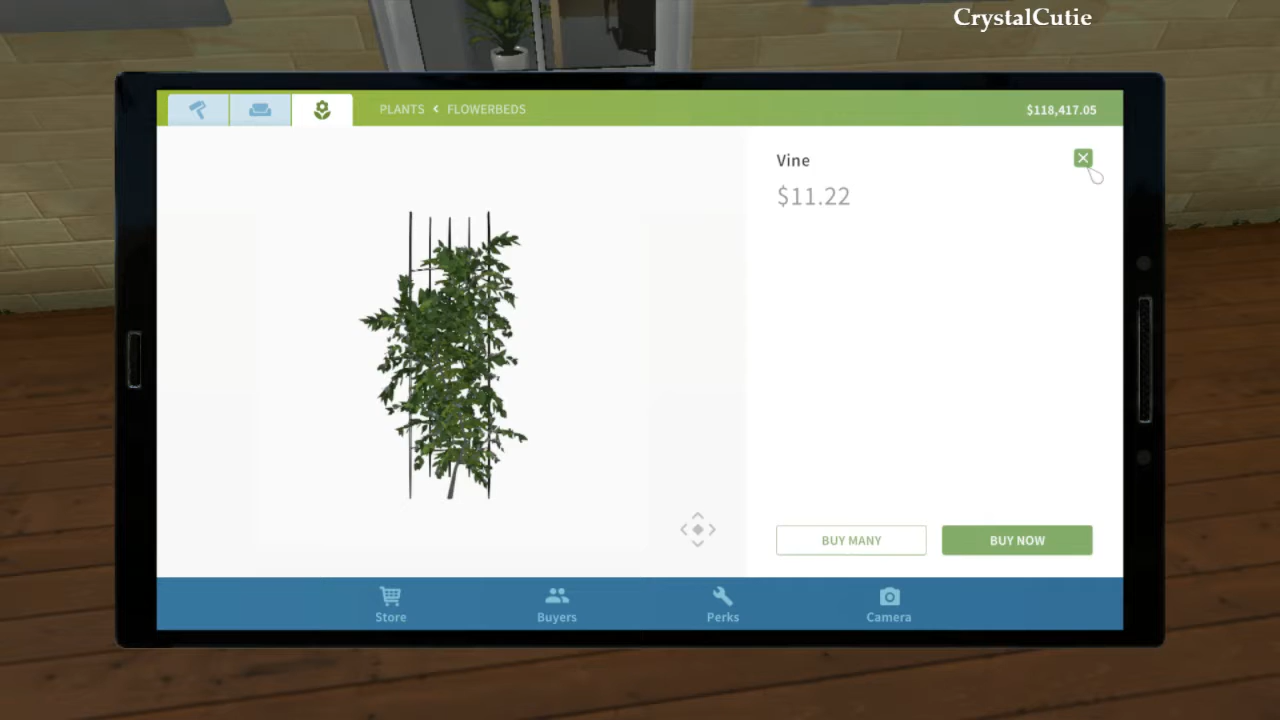 CrystalCutie
PLANTS < FLOWERBEDS
$118,417.05
Vine
$11.22
BUY MANY
BUY NOW
Store
Buyers
Perks
Camera